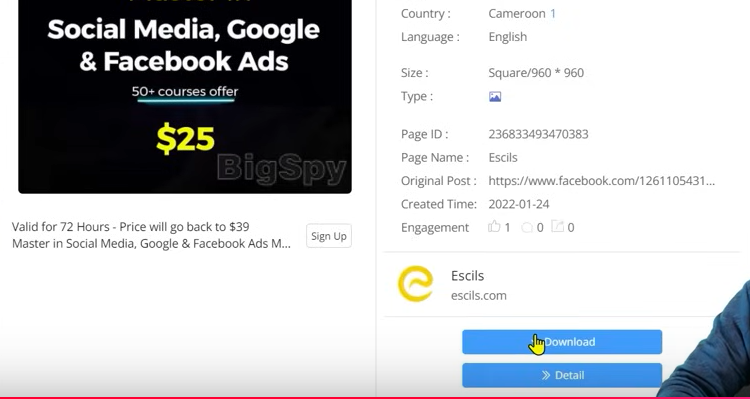 Social Media, Google
& Facebook Ads
50+ courses offer
$25
BigSpy
Valid for 72 Hours - Price will go back to $39
Master in Social Media, Google & Facebook Ads M...
Sign Up
Country : Cameroon 1
Language : English
Size : Square/960 * 960
Type :
Page ID : 236833493470383
Page Name : Escils
Original Post : https://www.facebook.com/1261105431...
Created Time: 2022-01-24
Engagement 1 0 0
Escils
escils.com
Download
Detail